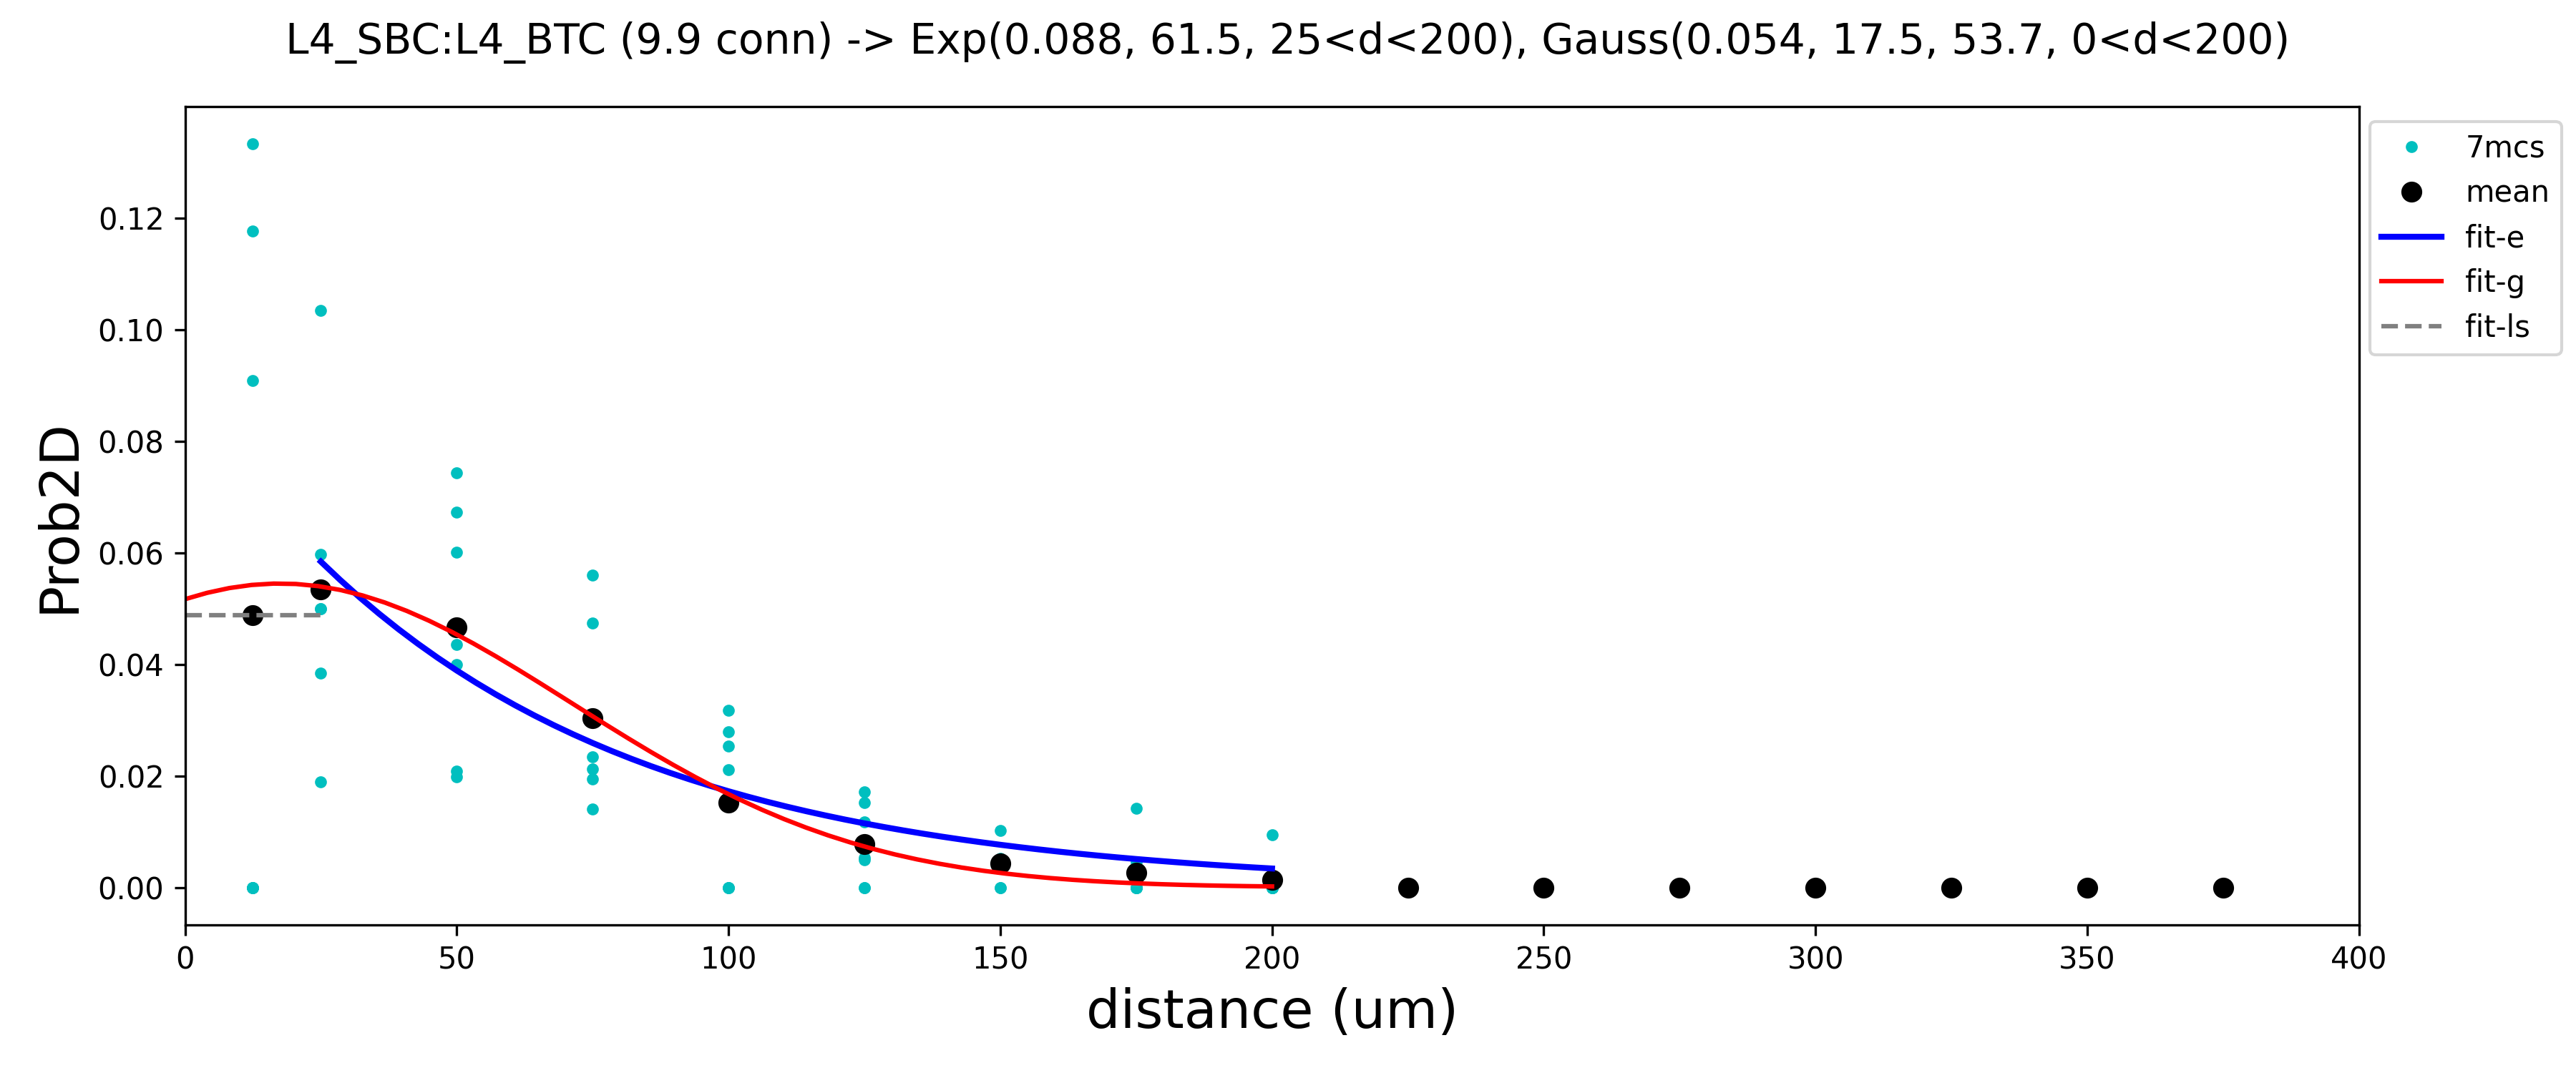 L4_SBC:L4_BTC (9.9 conn) -> Exp(0.088, 61.5, 25<d<200), Gauss(0.054, 17.5, 53.7, 0<d<200)
7mcs
mean
fit-e
fit-g
fit-ls
Prob2D
0.12
0.10
0.08
0.06
0.04
0.02
0.00
0 50 100 150 200 250 300 350 400
distance (um)